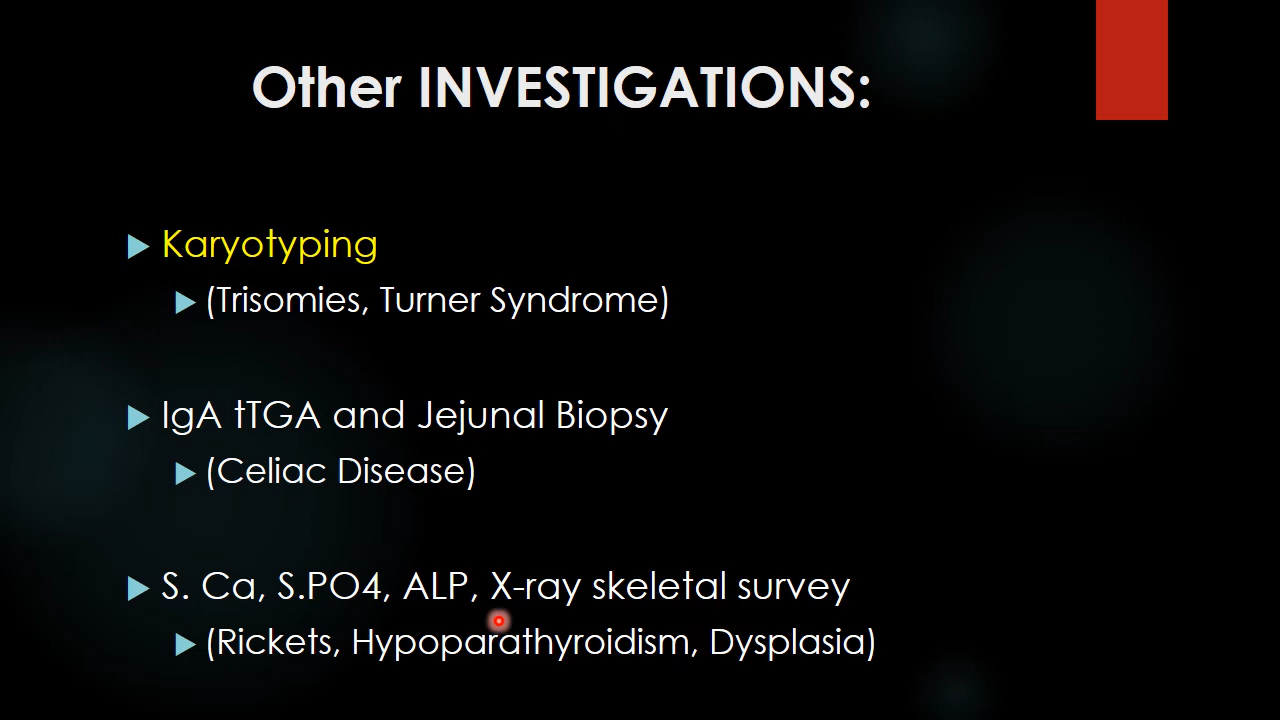 Other INVESTIGATIONS:
Karyotyping
(Trisomies, Turner Syndrome)
IgA tTGA and Jejunal Biopsy
(Celiac Disease)
S. Ca, S.PO4, ALP, X-ray skeletal survey
(Rickets, Hypoparathyroidism, Dysplasia)